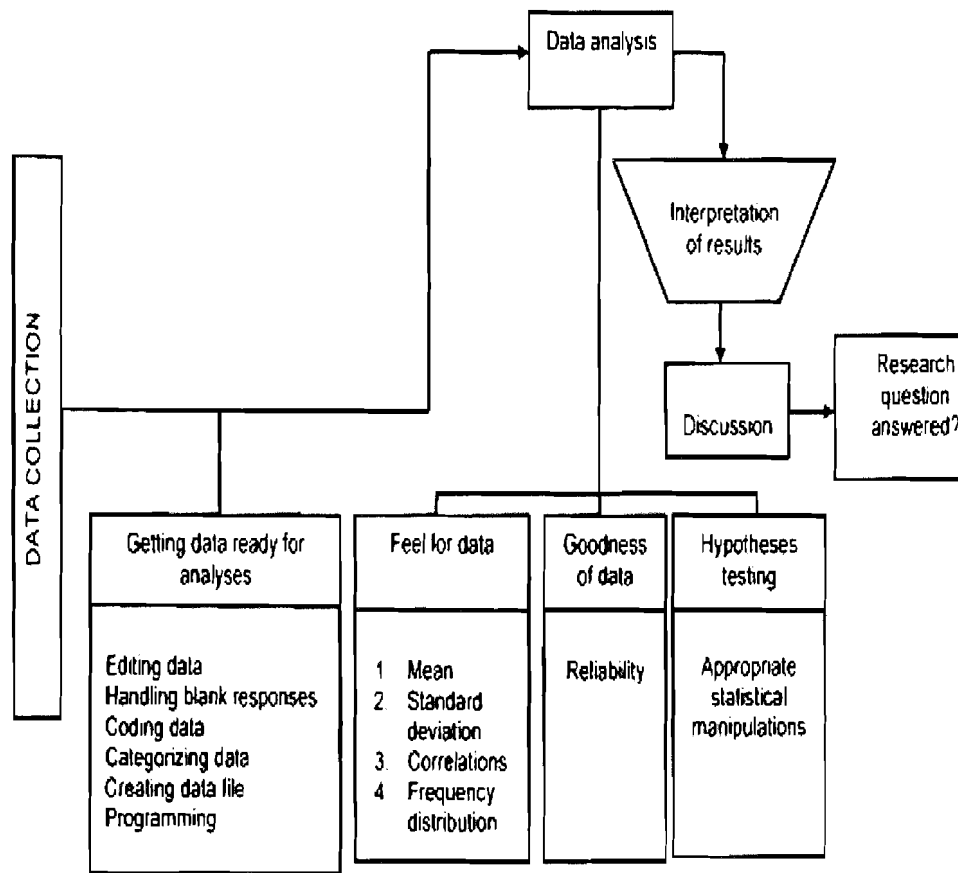 Data analysis
Interpretation
of results
DATA COLLECTION
Discussion
Research
question
answered?
Getting data ready for
analyses
Editing data
Handling blank responses
Coding data
Categorizing data
Creating data file
Programming
Feel for data
1 Mean
2. Standard
deviation
3. Correlations
4 Frequency
distribution
Goodness
of data
Reliability
Hypotheses
testing
Appropriate
statistical
manipulations